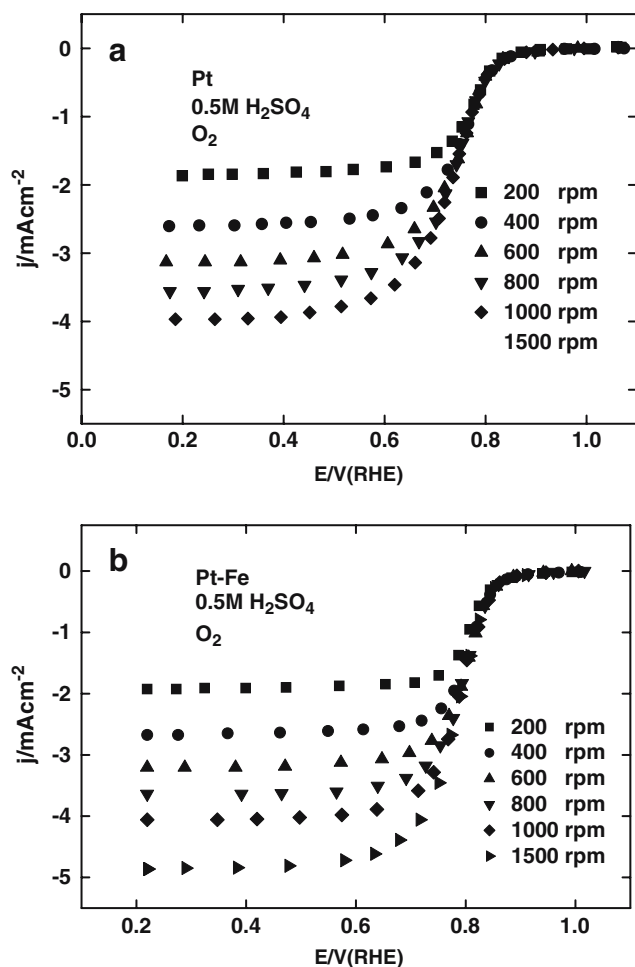 a
Pt
0.5M H₂SO₄
O₂
0
-1
-2
-3
-4
-5
j/mAcm⁻²
200 rpm
400 rpm
600 rpm
800 rpm
1000 rpm
1500 rpm
0.0 0.2 0.4 0.6 0.8 1.0
E/V(RHE)
b
Pt-Fe
0.5M H₂SO₄
O₂
0
-1
-2
-3
-4
-5
j/mAcm⁻²
200 rpm
400 rpm
600 rpm
800 rpm
1000 rpm
1500 rpm
0.2 0.4 0.6 0.8 1.0
E/V(RHE)